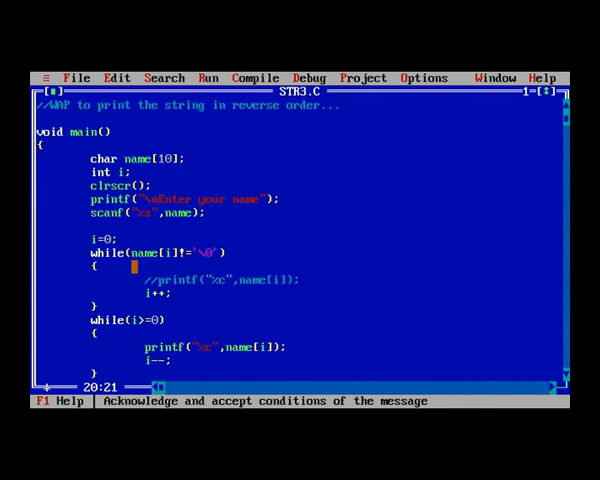 ≡ File Edit Search Run Compile Debug Project Options Window Help
[■] STR3.C 1=[↕]
//WAP to print the string in reverse order...
void main()
{
char name[10];
int i;
clrscr();
printf("\nEnter your name");
scanf("%s",name);
i=0;
while(name[i]!='\0')
{
//printf("%c",name[i]);
i++;
}
while(i>=0)
{
printf("%c",name[i]);
i--;
}
20:21
F1 Help | Acknowledge and accept conditions of the message